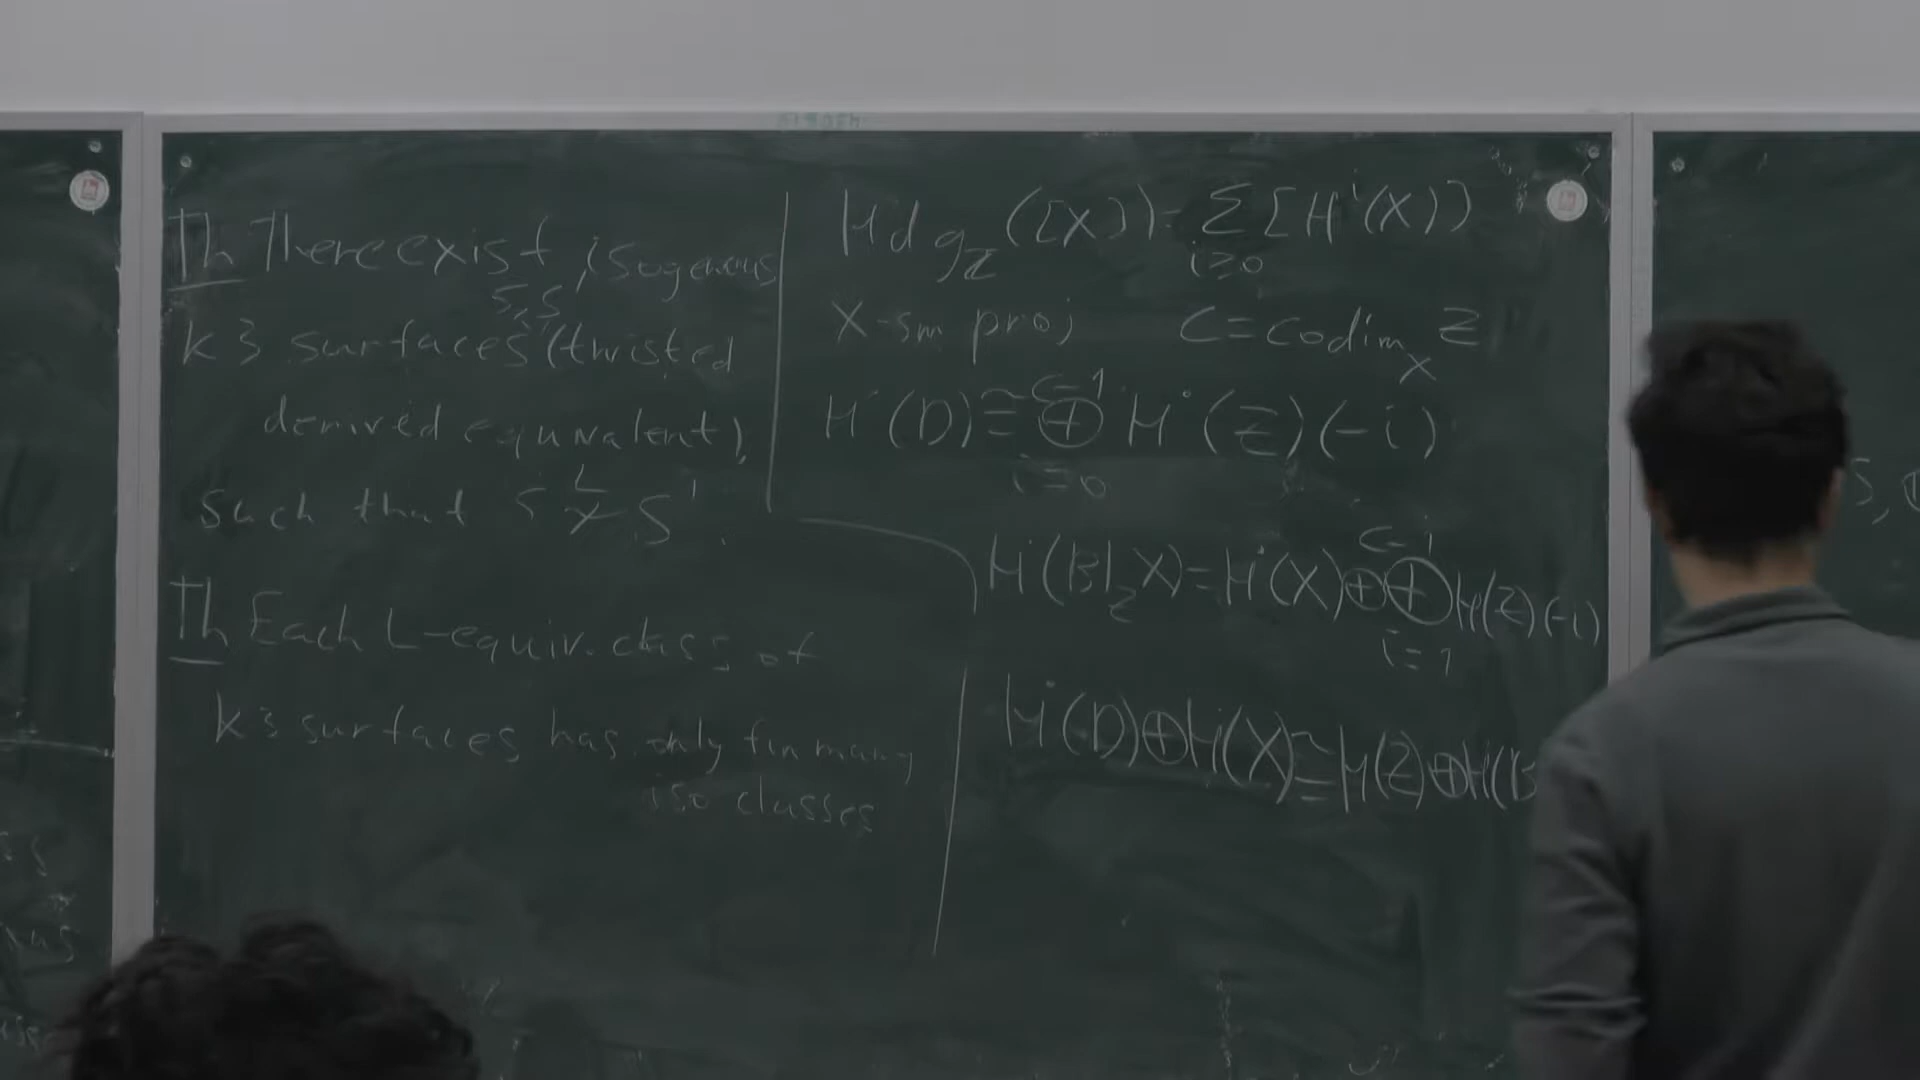 Th There exist isogenous
S, S'
K3 surfaces (twisted
derived equivalent),
such that S ≁^L S'.
Th Each L-equiv. class of
K3 surfaces has only fin many
iso classes
Hdg_Z([X]) = Σ_{i≥0} [H^i(X)]
X - sm proj C = codim_X Z
H^·(D) ≅ ⊕_{i=0}^{C-1} H^·(Z)(-i)
H^·(Bl_Z X) = H^·(X) ⊕ ⊕_{i=1}^{C-1} H^·(Z)(-i)
H^·(D) ⊕ H^·(X) ≅ H^·(Z) ⊕ H^·(B